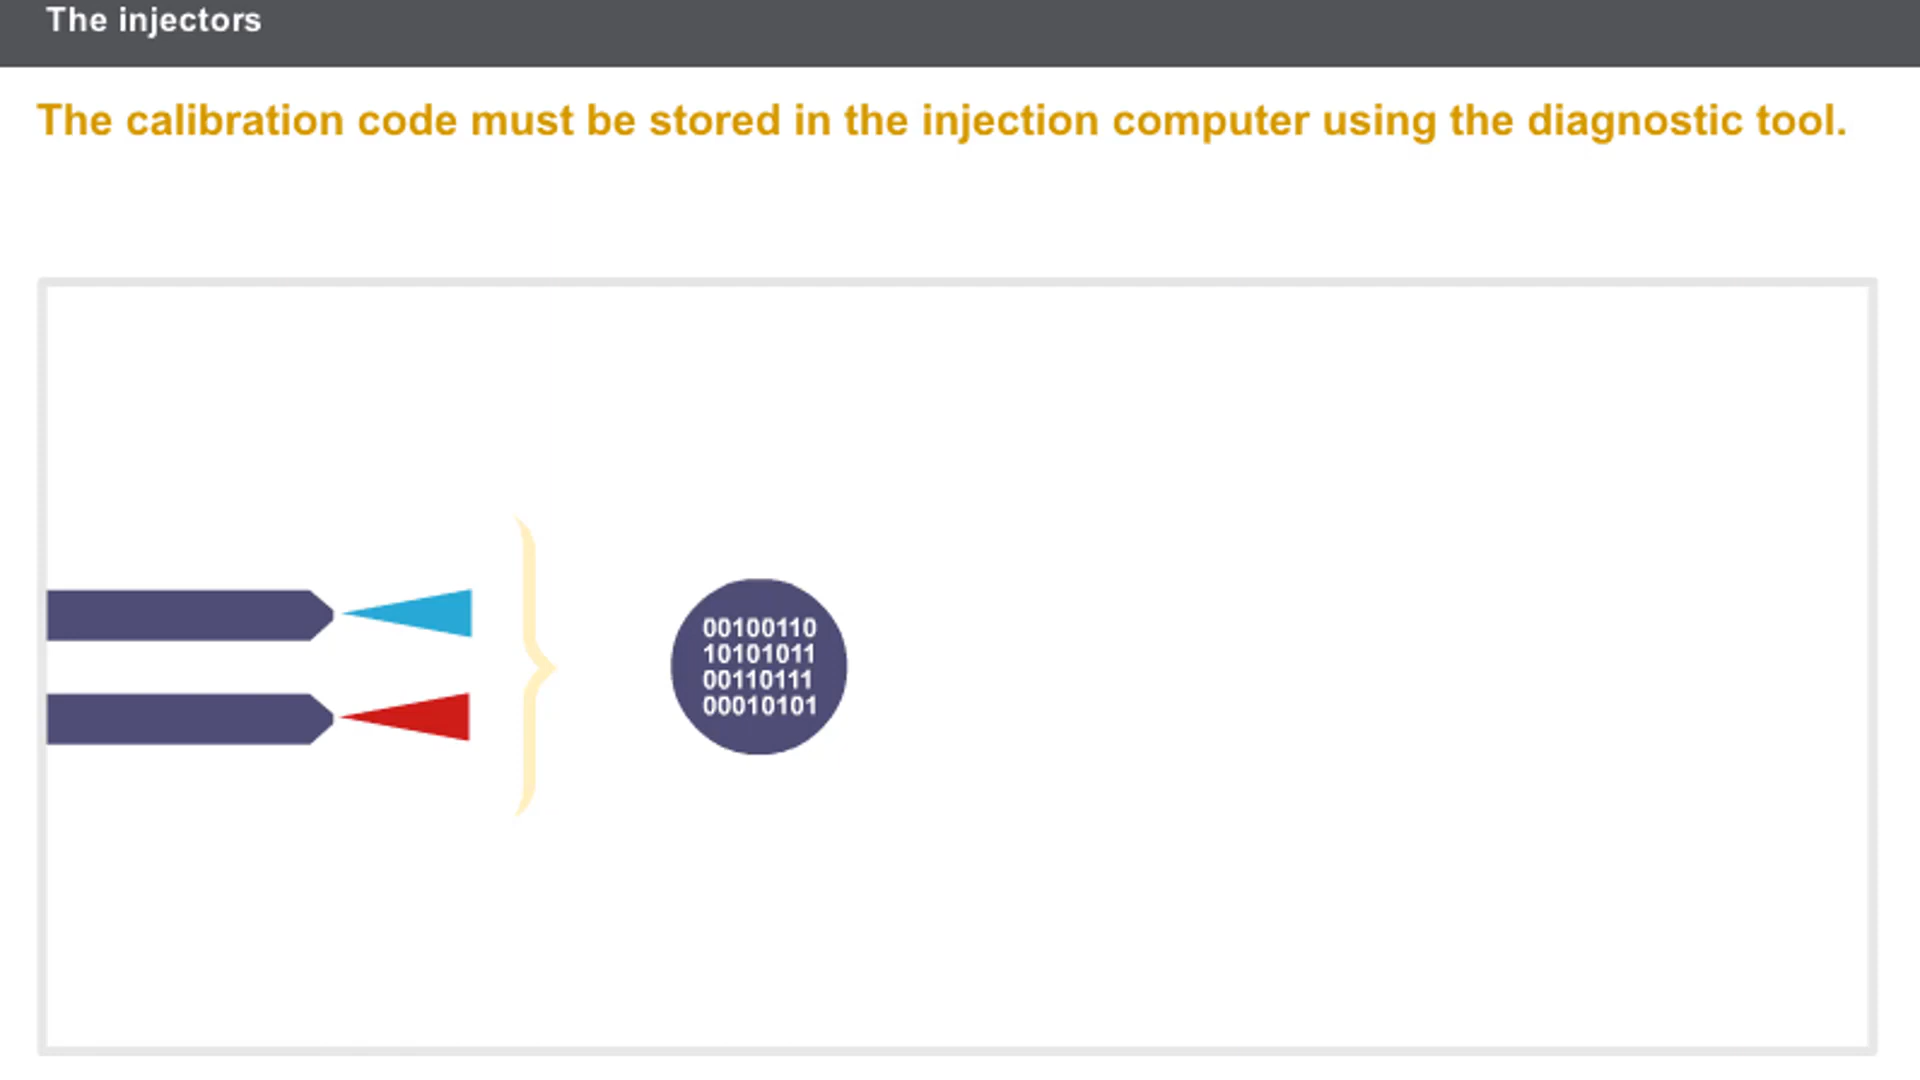 The injectors
The calibration code must be stored in the injection computer using the diagnostic tool.
00100110
10101011
00110111
00010101